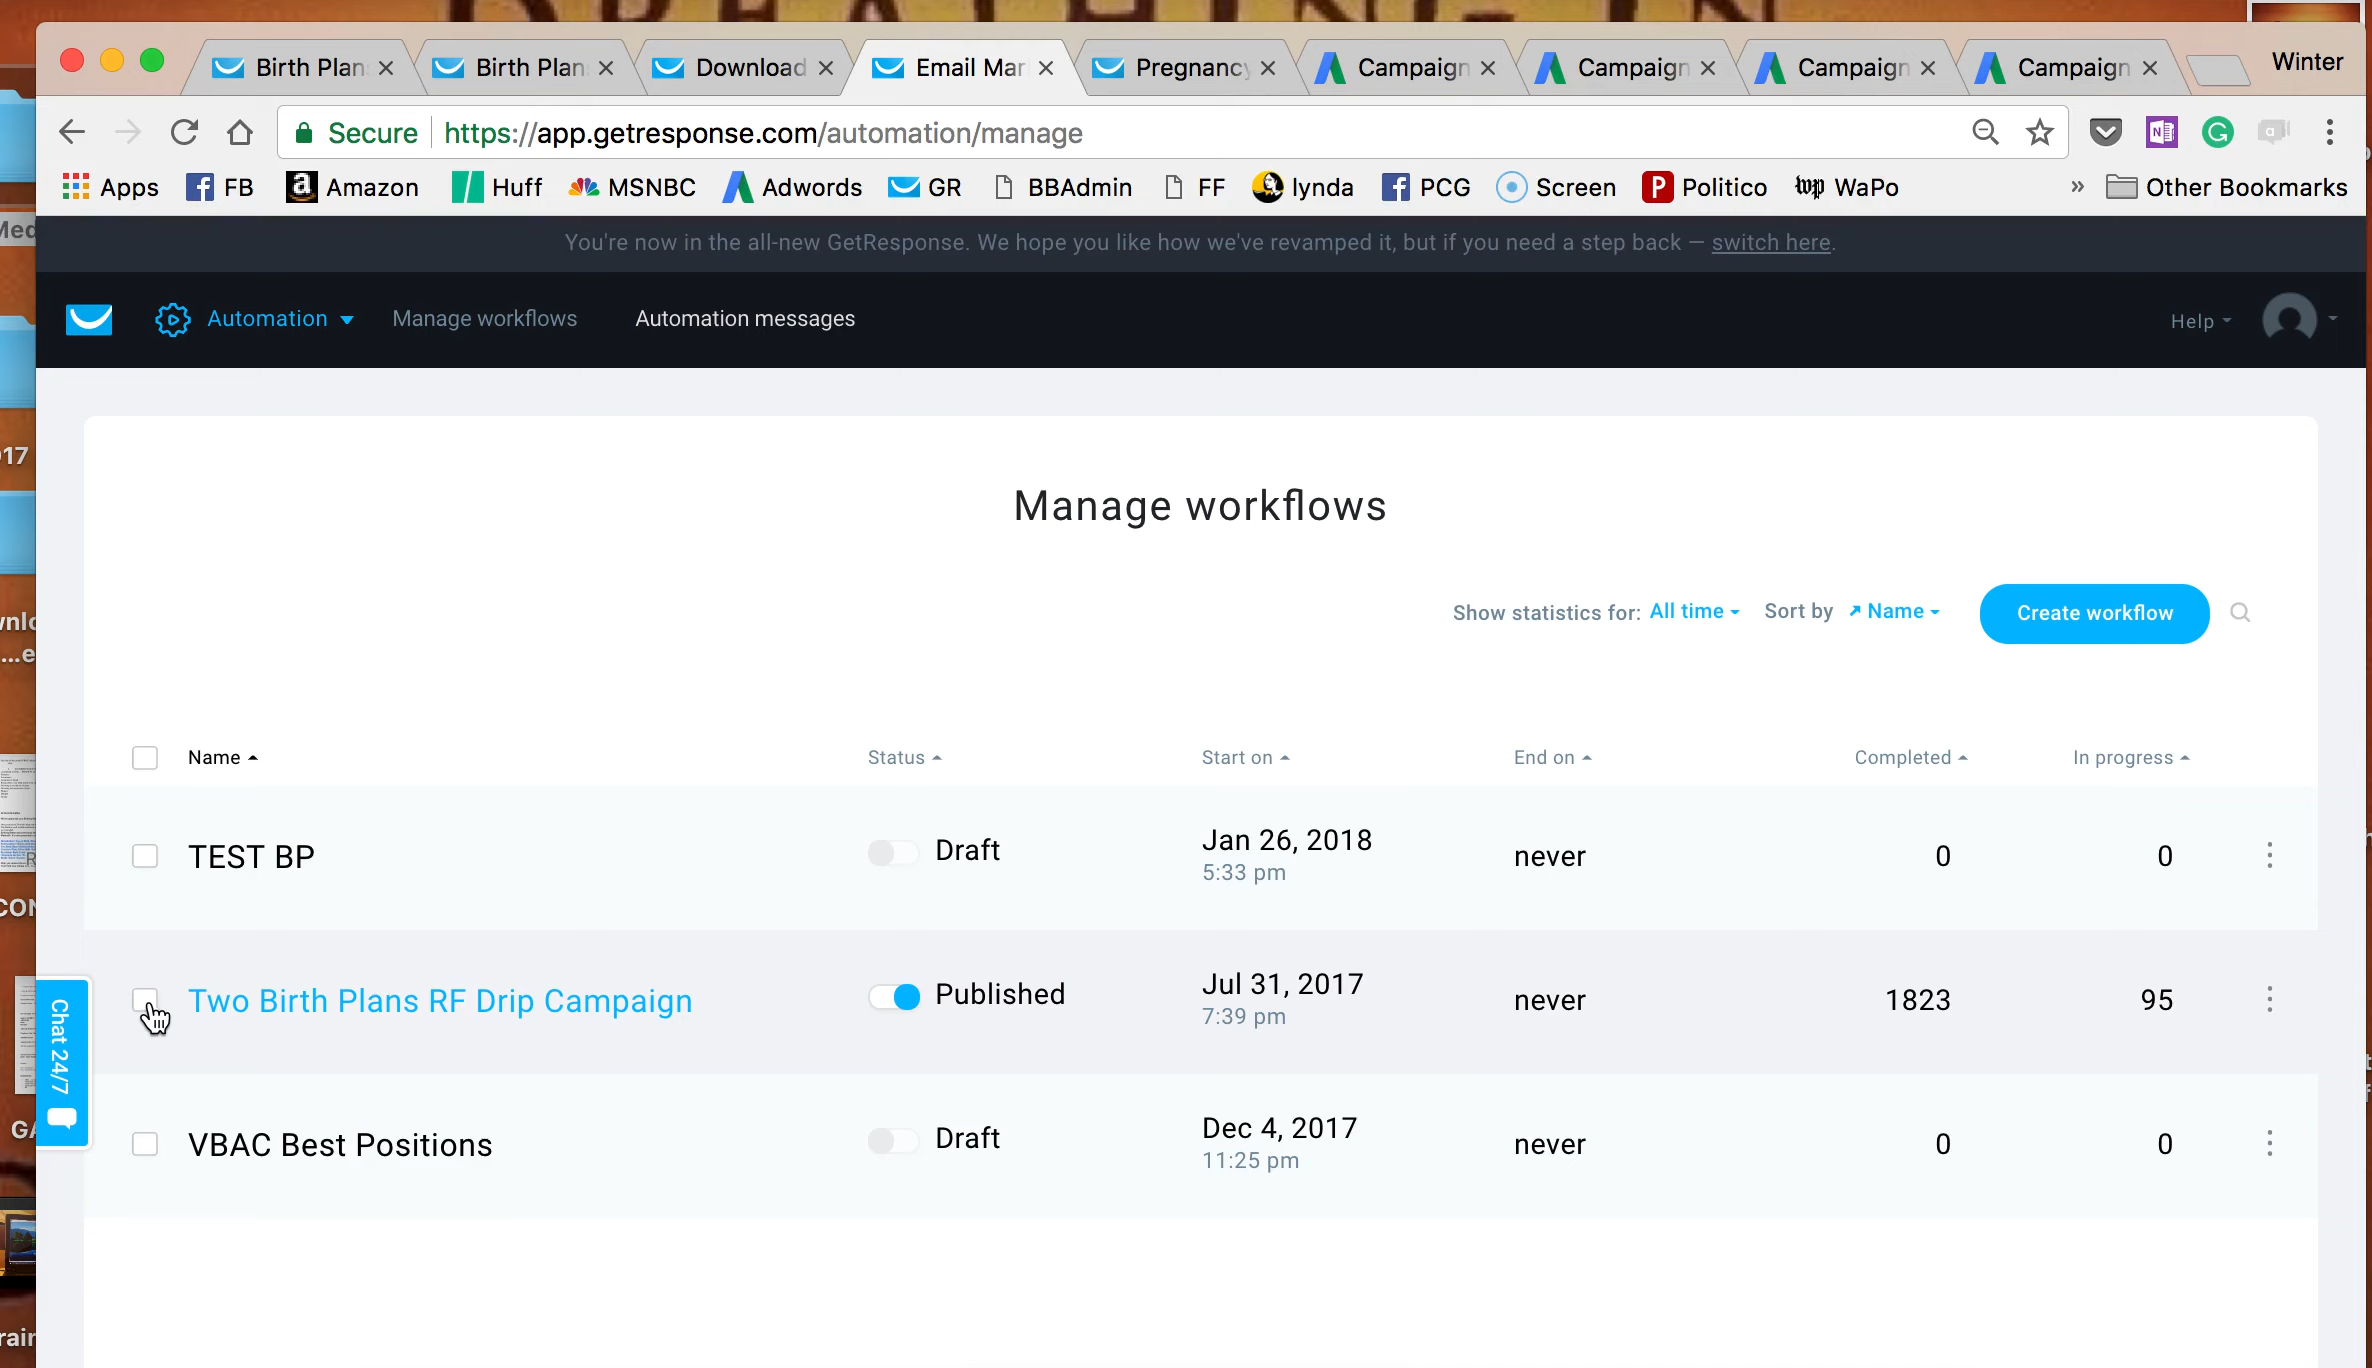 BREATHING IN
Birth Plan
Birth Plan
Download
Email Mar
Pregnancy
Campaign
Campaign
Campaign
Campaign
Winter
Secure
https://app.getresponse.com/automation/manage
Apps
FB
Amazon
Huff
MSNBC
Adwords
GR
BBAdmin
FF
lynda
PCG
Screen
Politico
WaPo
» Other Bookmarks
You're now in the all-new GetResponse. We hope you like how we've revamped it, but if you need a step back — switch here.
Automation
Manage workflows
Automation messages
Help
Manage workflows
Show statistics for: All time
Sort by Name
Create workflow
Name
Status
Start on
End on
Completed
In progress
TEST BP
Draft
Jan 26, 2018
5:33 pm
never
0
0
Two Birth Plans RF Drip Campaign
Published
Jul 31, 2017
7:39 pm
never
1823
95
VBAC Best Positions
Draft
Dec 4, 2017
11:25 pm
never
0
0
Chat 24/7